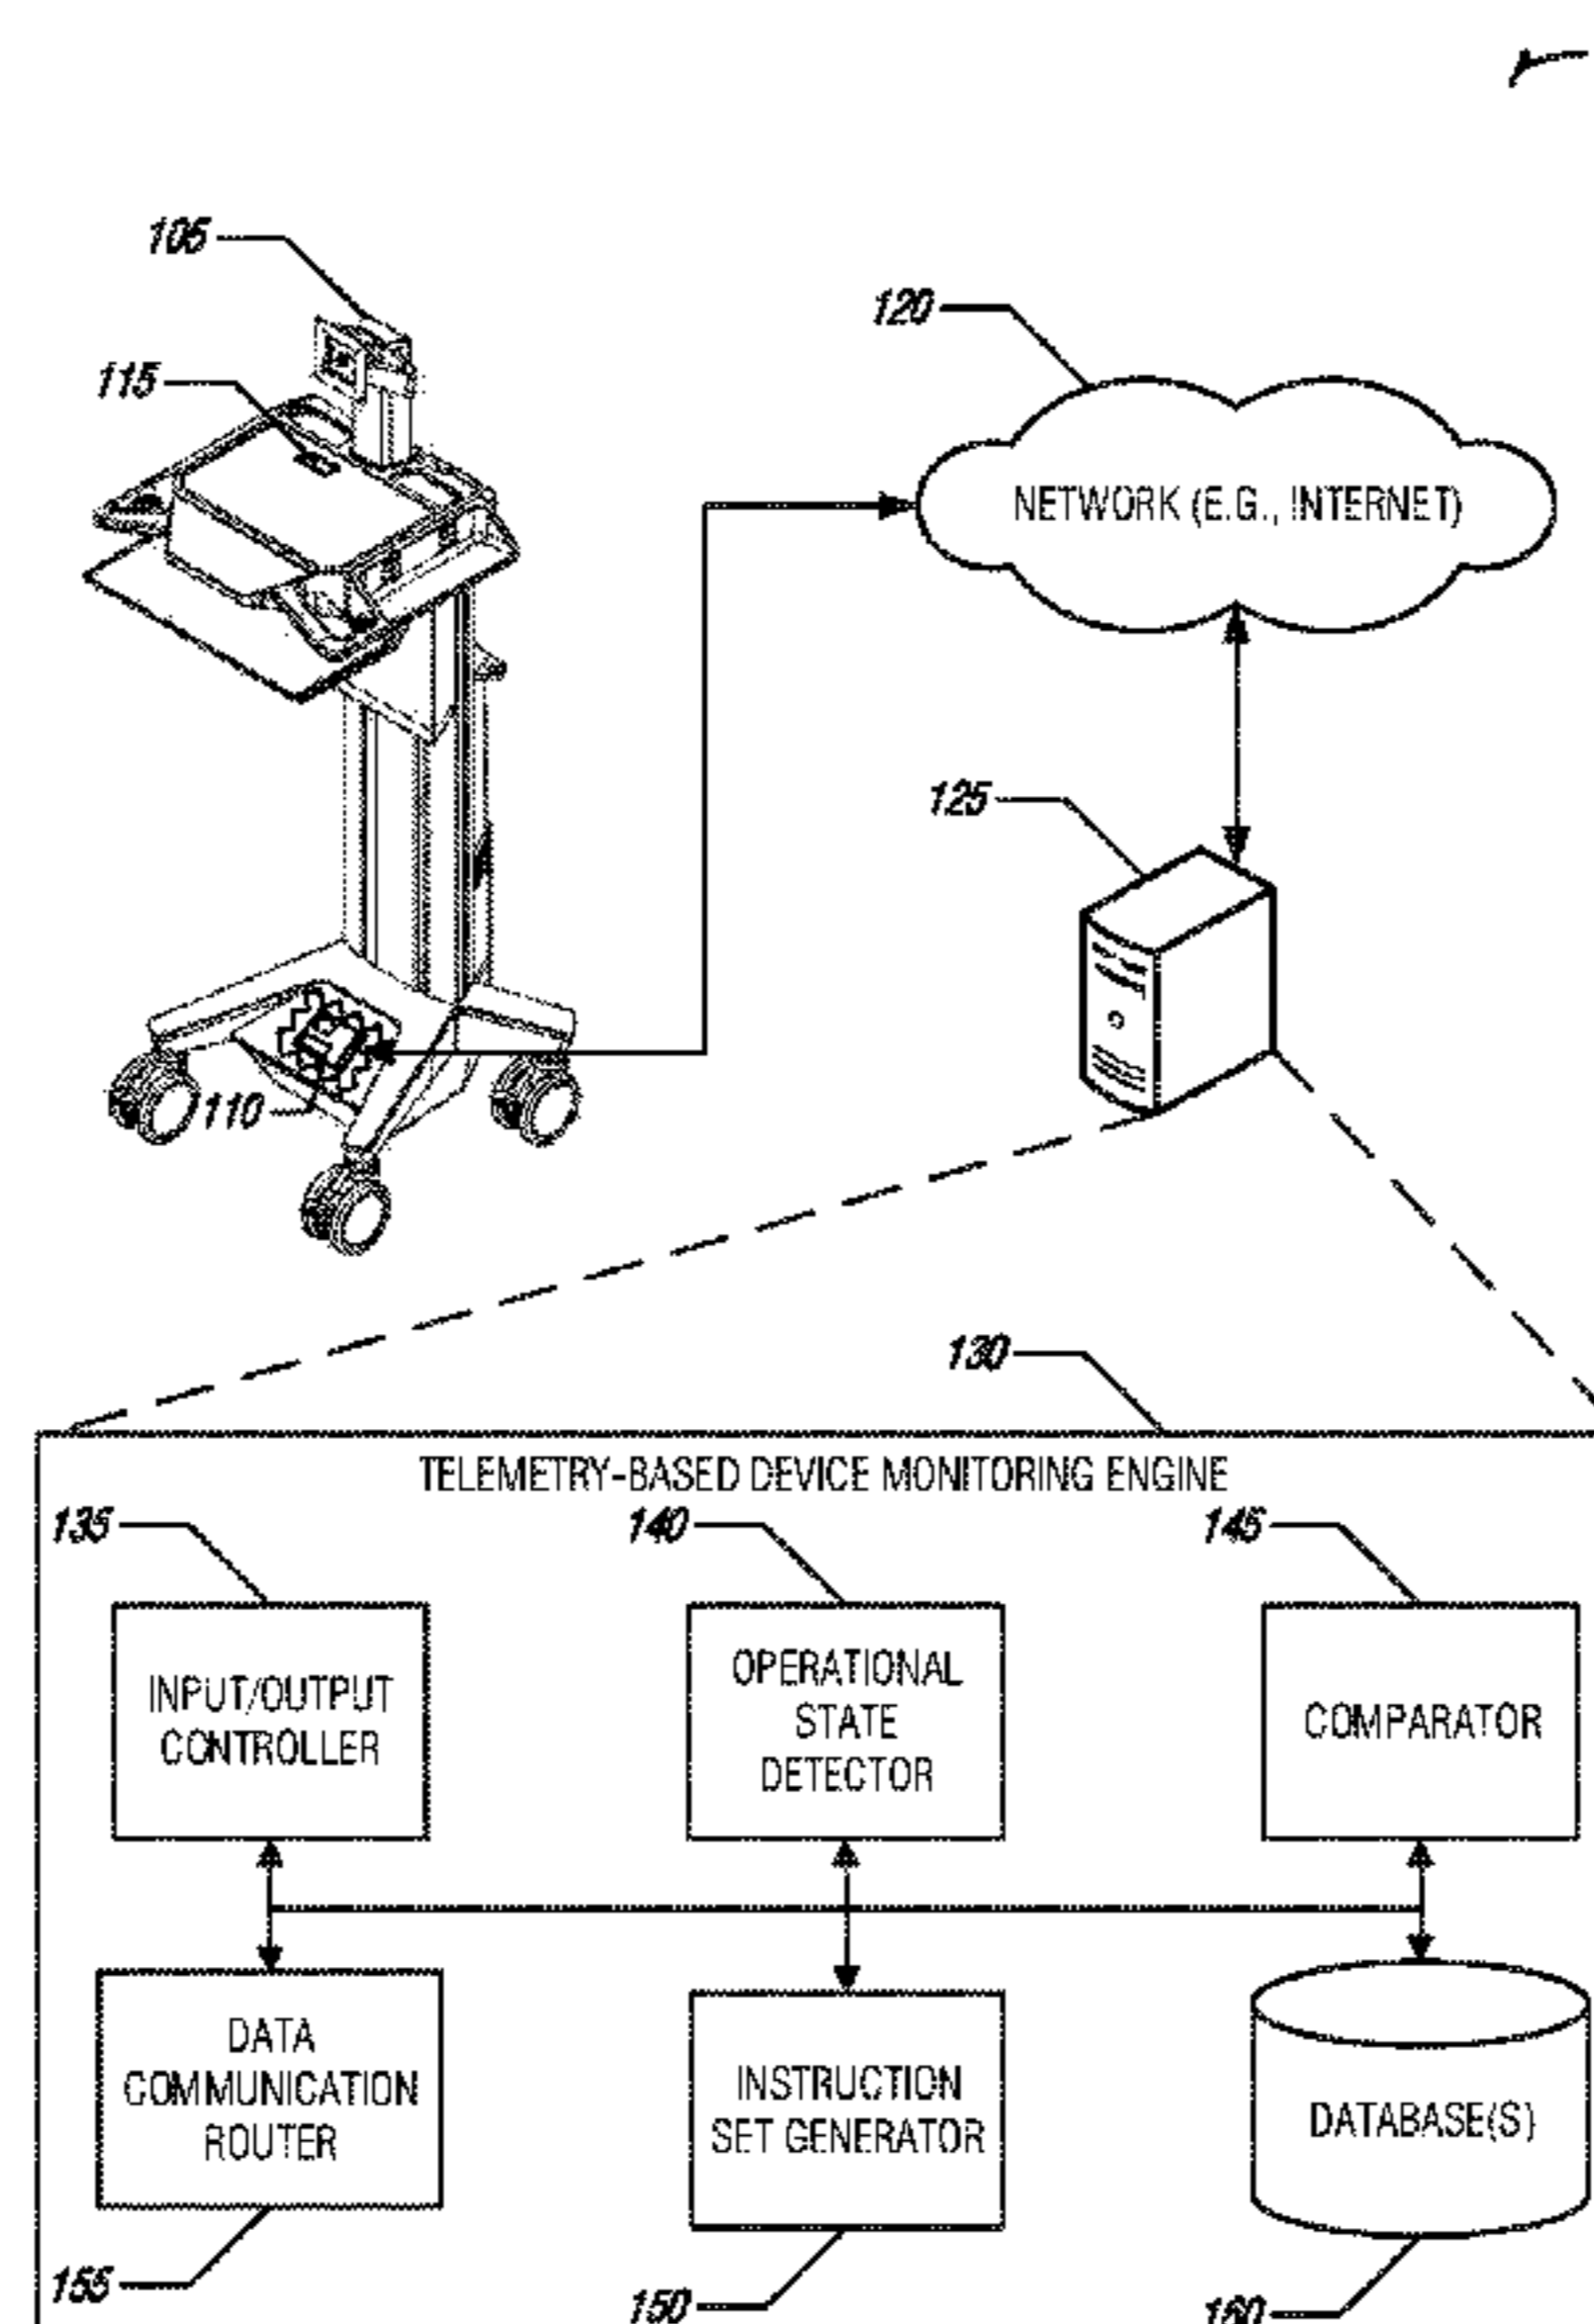 105
115
120
NETWORK (E.G., INTERNET)
125
110
130
TELEMETRY-BASED DEVICE MONITORING ENGINE
135
140
145
INPUT/OUTPUT
CONTROLLER
OPERATIONAL
STATE
DETECTOR
COMPARATOR
DATA
COMMUNICATION
ROUTER
INSTRUCTION
SET GENERATOR
DATABASE(S)
155
150
160